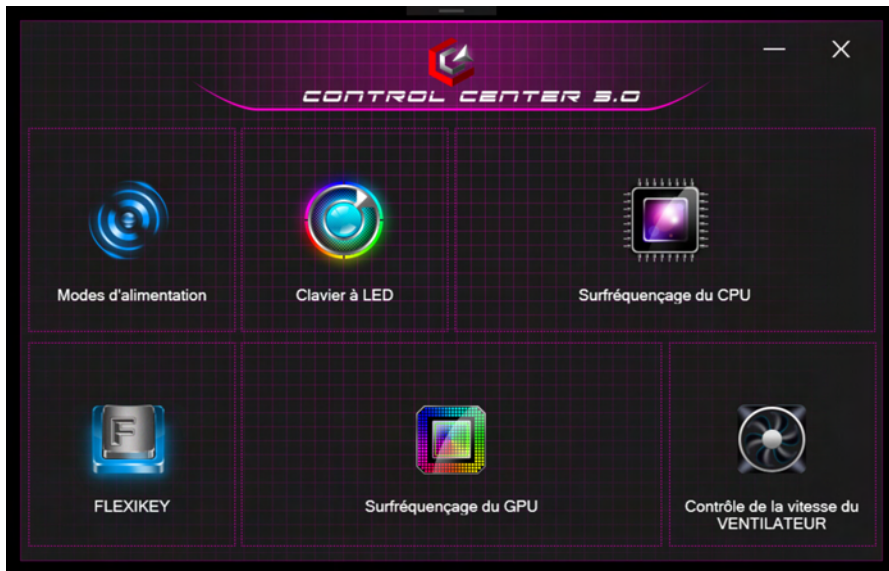 CONTROL CENTER 3.0
Modes d'alimentation
Clavier à LED
Surfréquençage du CPU
F
FLEXIKEY
Surfréquençage du GPU
Contrôle de la vitesse du
VENTILATEUR